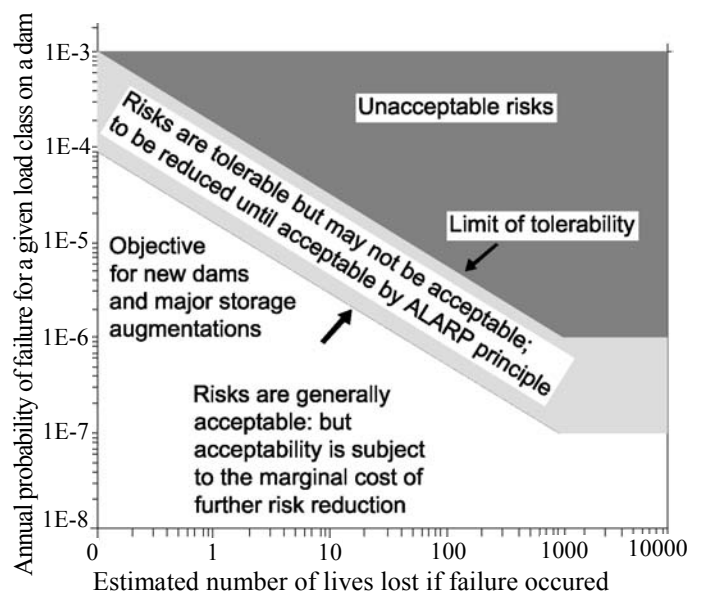 Annual probability of failure for a given load class on a dam
1E-3
1E-4
1E-5
1E-6
1E-7
1E-8
Unacceptable risks
Risks are tolerable but may not be acceptable;
to be reduced until acceptable by ALARP principle
Limit of tolerability
Objective
for new dams
and major storage
augmentations
Risks are generally
acceptable: but
acceptability is subject
to the marginal cost of
further risk reduction
0 1 10 100 1000 10000
Estimated number of lives lost if failure occured